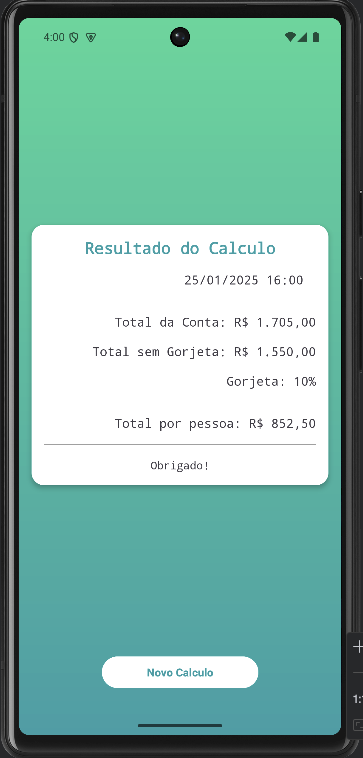 4:00
Resultado do Calculo
25/01/2025 16:00
Total da Conta: R$ 1.705,00
Total sem Gorjeta: R$ 1.550,00
Gorjeta: 10%
Total por pessoa: R$ 852,50
Obrigado!
Novo Calculo